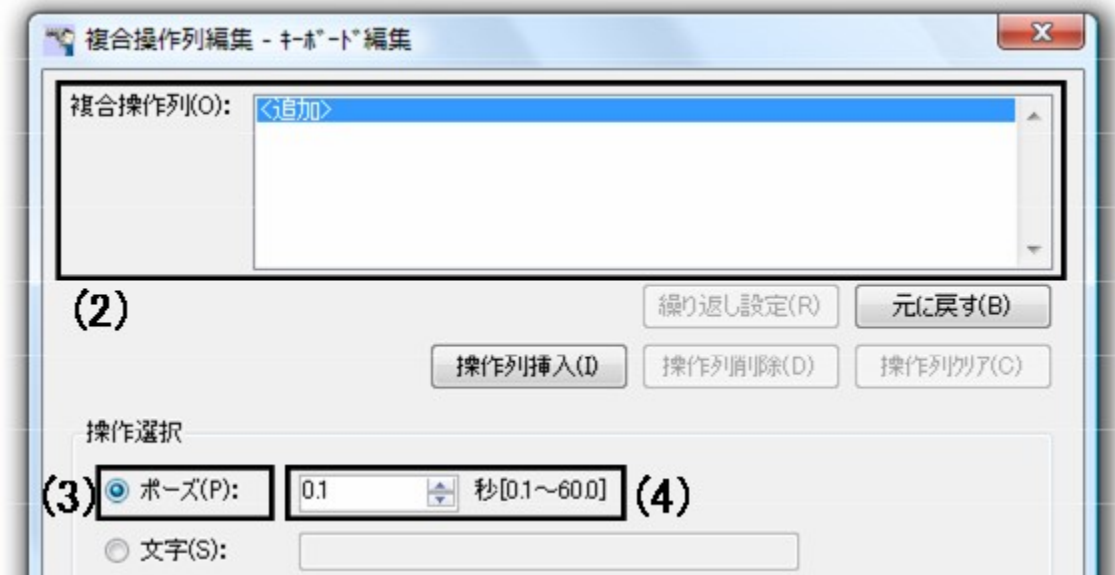 複合操作列編集 - ｷｰﾎﾞｰﾄﾞ編集
複合操作列(O): <追加>
(2)
繰り返し設定(R) 元に戻す(B)
操作列挿入(I) 操作列削除(D) 操作列ｸﾘｱ(C)
操作選択
(3) ポーズ(P): 0.1 秒[0.1～60.0] (4)
文字(S):